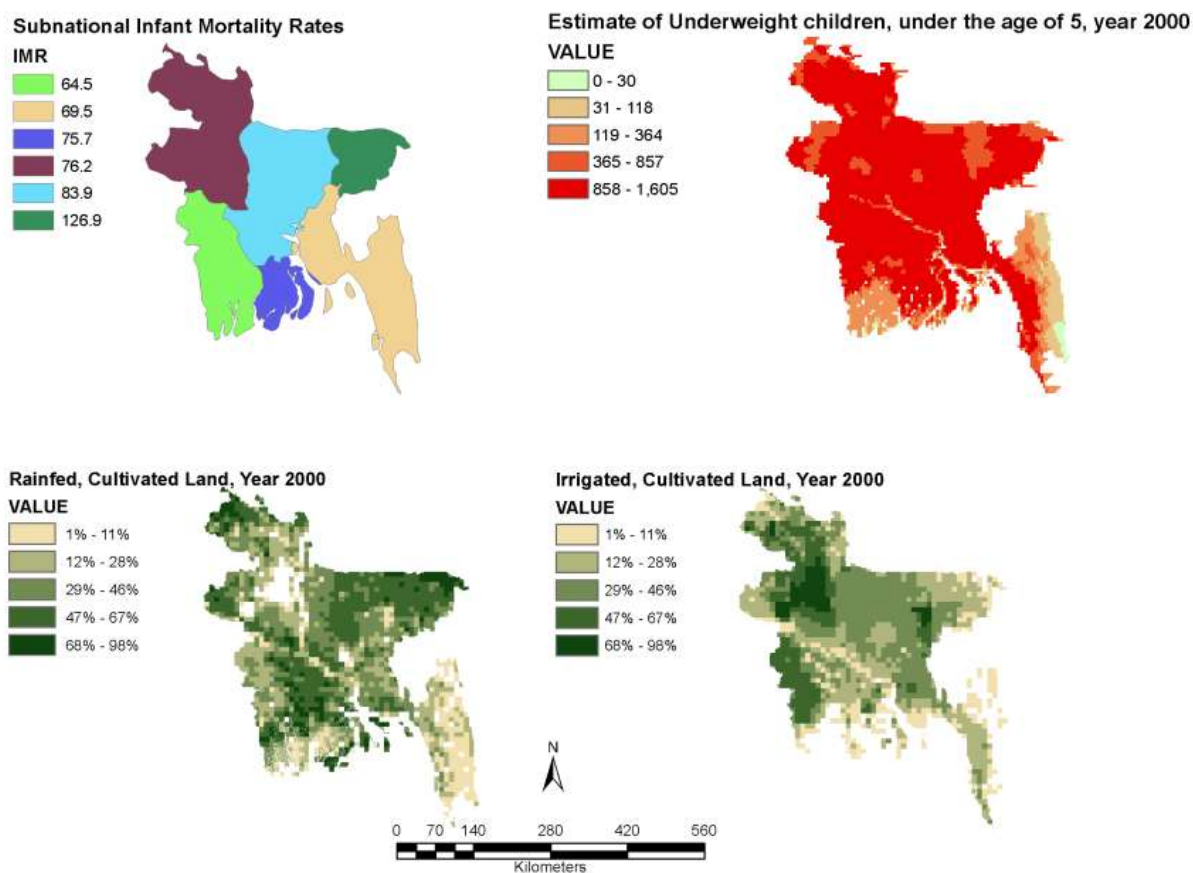 Subnational Infant Mortality Rates
IMR
64.5
69.5
75.7
76.2
83.9
126.9
Estimate of Underweight children, under the age of 5, year 2000
VALUE
0 - 30
31 - 118
119 - 364
365 - 857
858 - 1,605
Rainfed, Cultivated Land, Year 2000
VALUE
1% - 11%
12% - 28%
29% - 46%
47% - 67%
68% - 98%
Irrigated, Cultivated Land, Year 2000
VALUE
1% - 11%
12% - 28%
29% - 46%
47% - 67%
68% - 98%
N
0 70 140 280 420 560
Kilometers